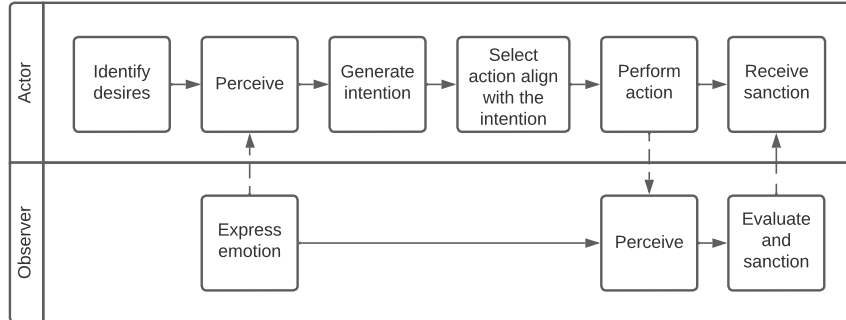 Actor
Identify
desires
Perceive
Generate
intention
Select
action align
with the
intention
Perform
action
Receive
sanction
Observer
Express
emotion
Perceive
Evaluate
and
sanction